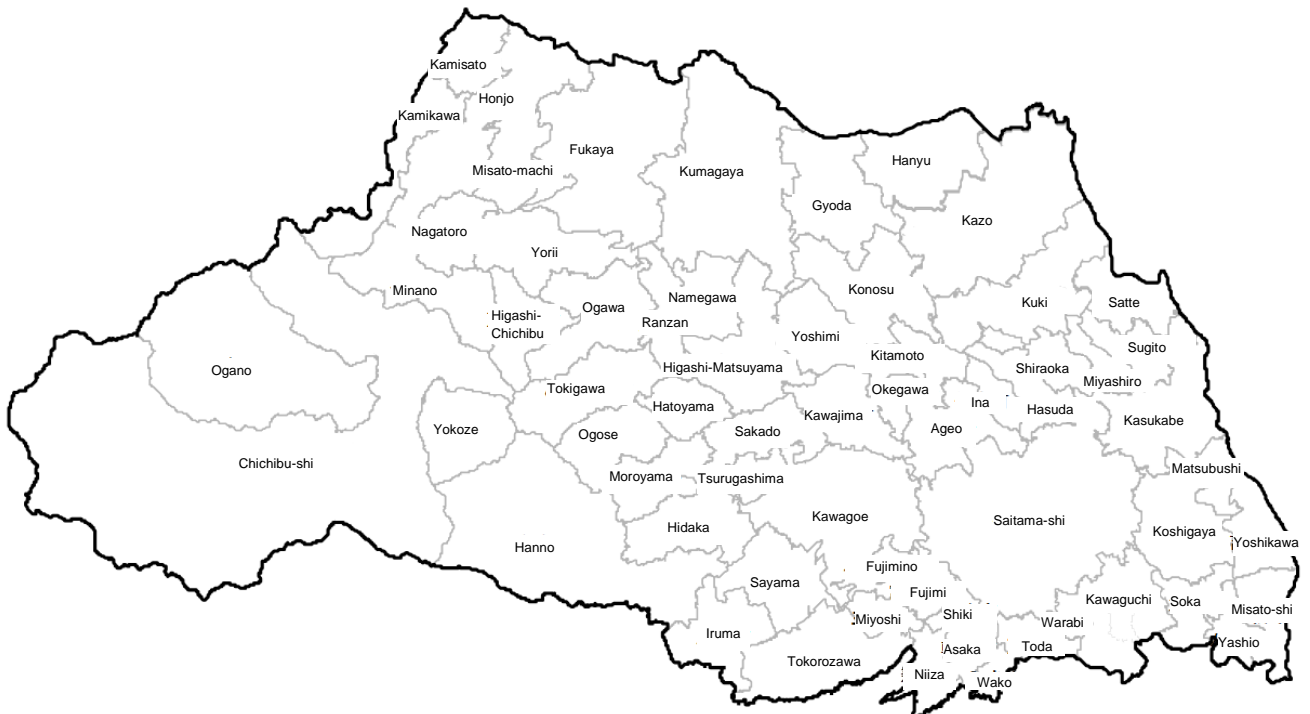 Kamisato
Honjo
Kamikawa
Fukaya
Misato-machi
Kumagaya
Hanyu
Gyoda
Kazo
Nagatoro
Yorii
Minano
Higashi-
Chichibu
Ogawa
Namegawa
Ranzan
Konosu
Kuki
Satte
Yoshimi
Sugito
Kitamoto
Ogano
Higashi-Matsuyama
Shiraoka
Miyashiro
Tokigawa
Okegawa
Hatoyama
Kawajima
Ina
Hasuda
Kasukabe
Yokoze
Ogose
Sakado
Ageo
Chichibu-shi
Matsubushi
Moroyama
Tsurugashima
Kawagoe
Saitama-shi
Hidaka
Koshigaya
Yoshikawa
Hanno
Fujimino
Sayama
Fujimi
Kawaguchi
Soka
Misato-shi
Miyoshi
Shiki
Warabi
Iruma
Asaka
Toda
Yashio
Tokorozawa
Niiza
Wako